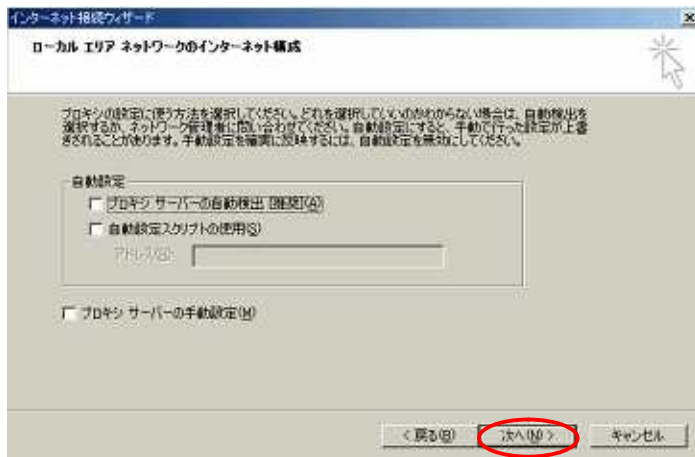 インターネット接続ウィザード
ローカル エリア ネットワークのインターネット構成
プロキシの設定に使う方法を選択してください。どれを選択していいのかわからない場合は、自動検出を
選択するか、ネットワーク管理者に問い合わせてください。自動設定にすると、手動で行った設定が上書
きされることがあります。手動設定を確実に反映するには、自動設定を無効にしてください。
自動設定
プロキシ サーバーの自動検出 [推奨](A)
自動設定スクリプトの使用(S)
アドレス(R):
プロキシ サーバーの手動設定(M)
< 戻る(B)
次へ(N) >
キャンセル